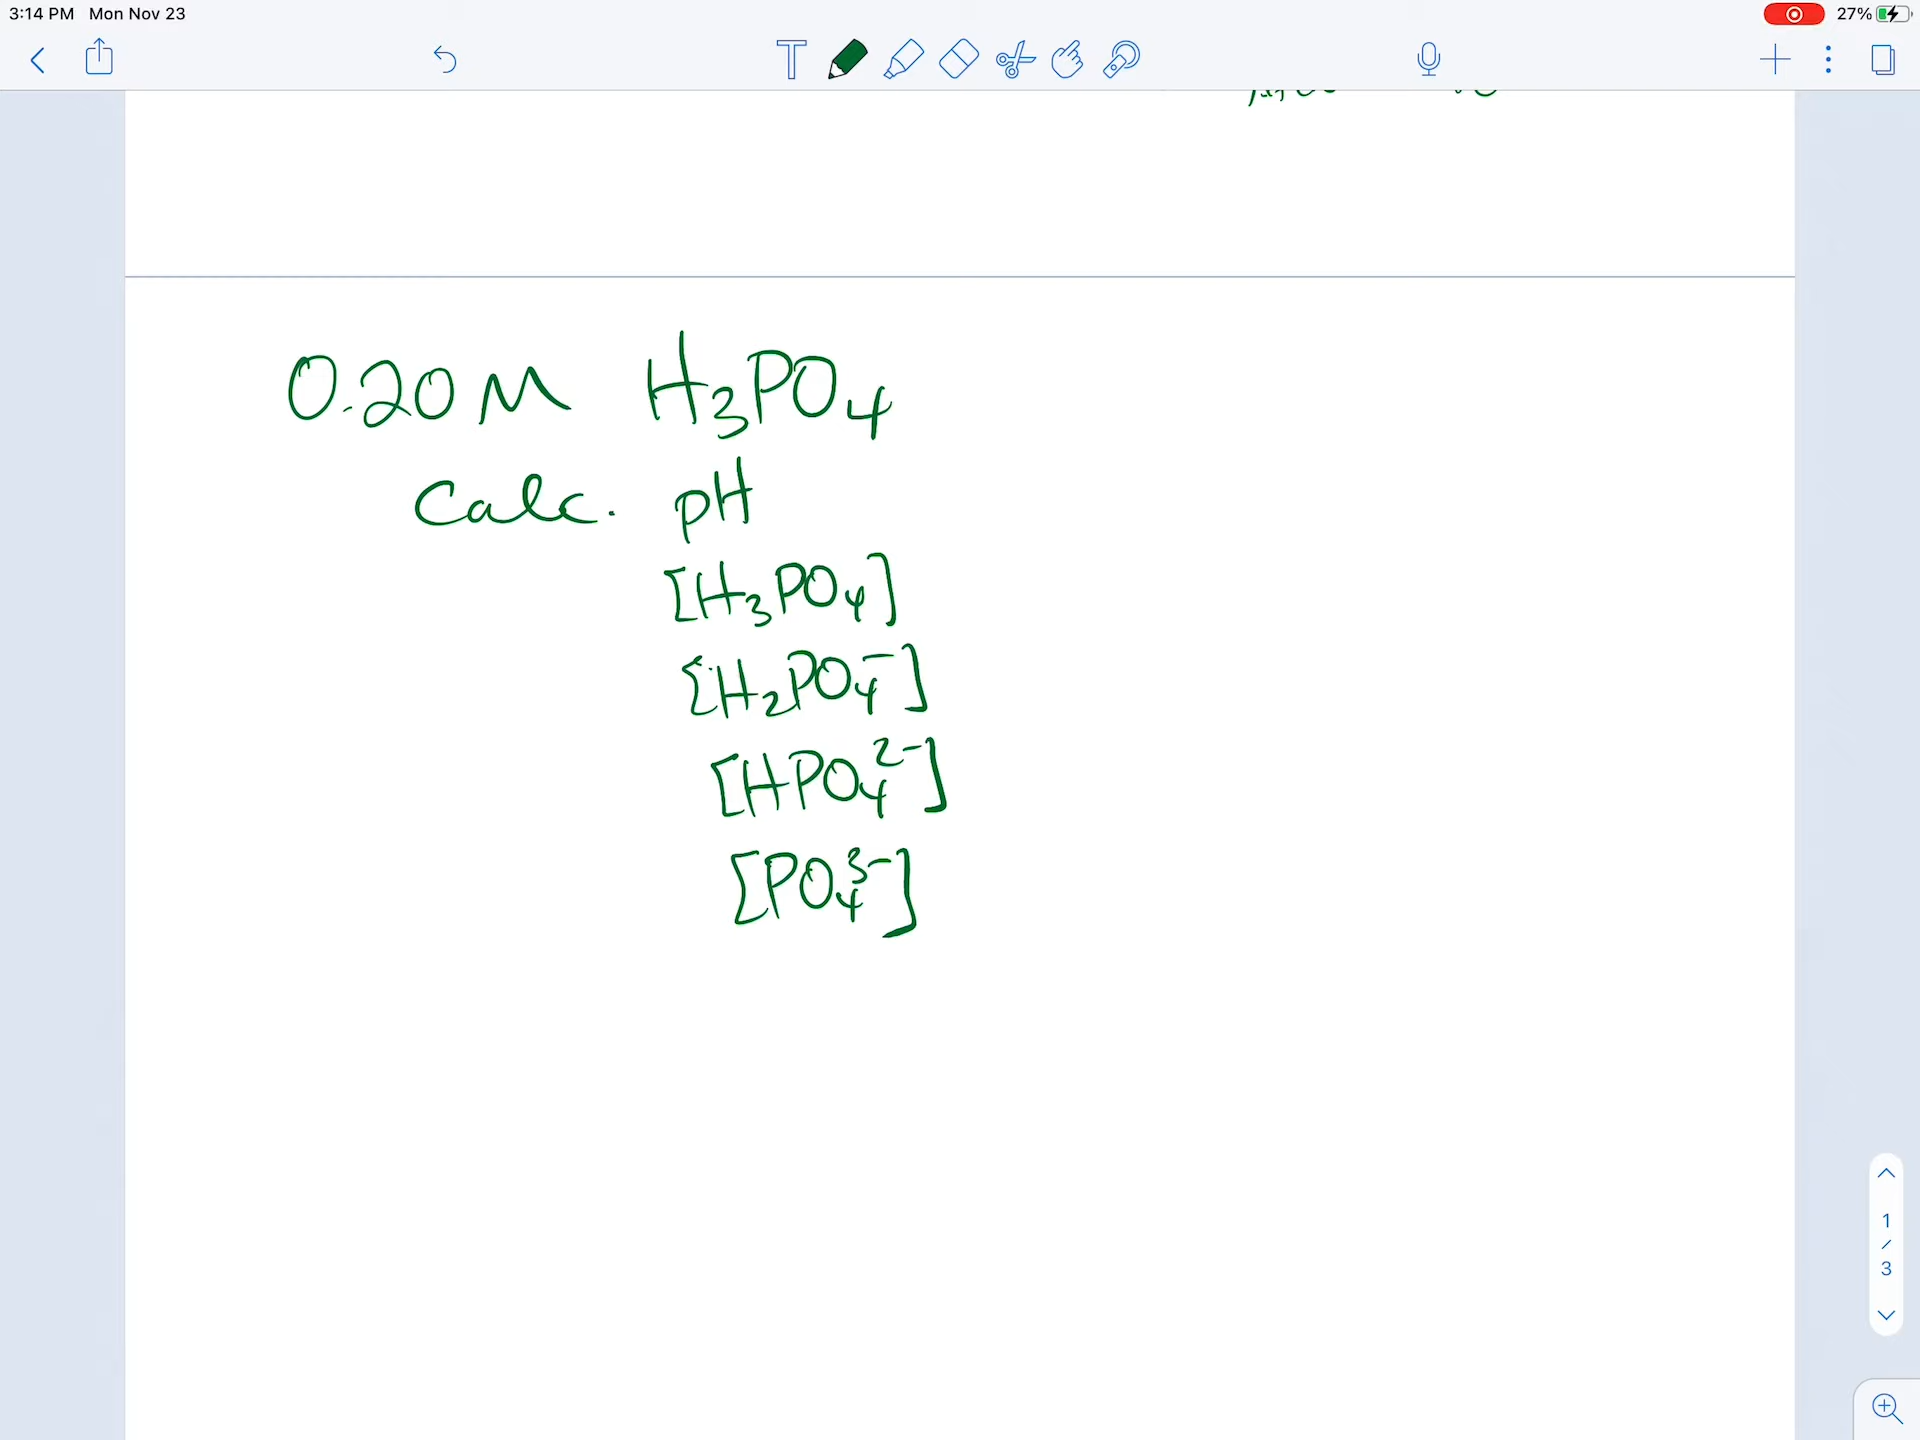 3:14 PM Mon Nov 23
27%
T
0.20 M H₃PO₄
Calc. pH
[H₃PO₄]
[H₂PO₄⁻]
[HPO₄²⁻]
[PO₄³⁻]
1
/
3